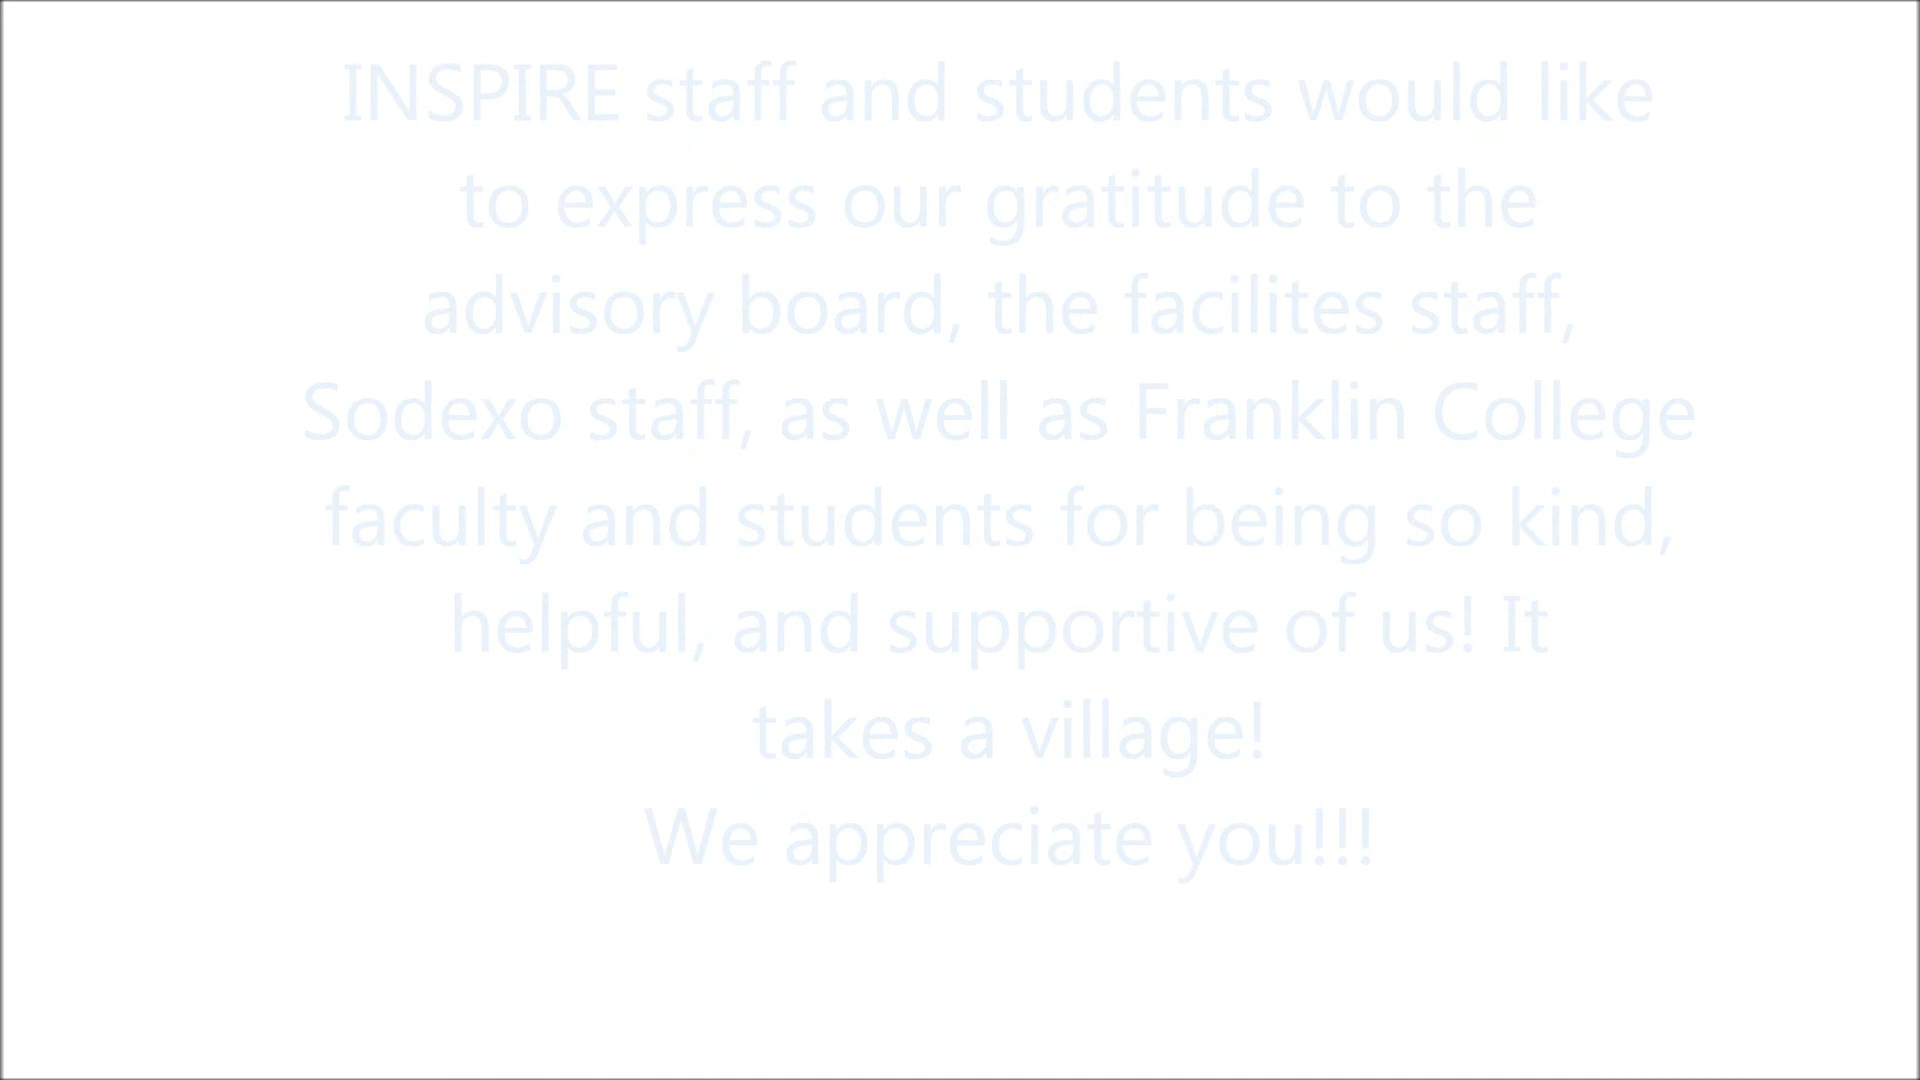 INSPIRE staff and students would like
to express our gratitude to the
advisory board, the facilites staff,
Sodexo staff, as well as Franklin College
faculty and students for being so kind,
helpful, and supportive of us! It
takes a village!
We appreciate you!!!